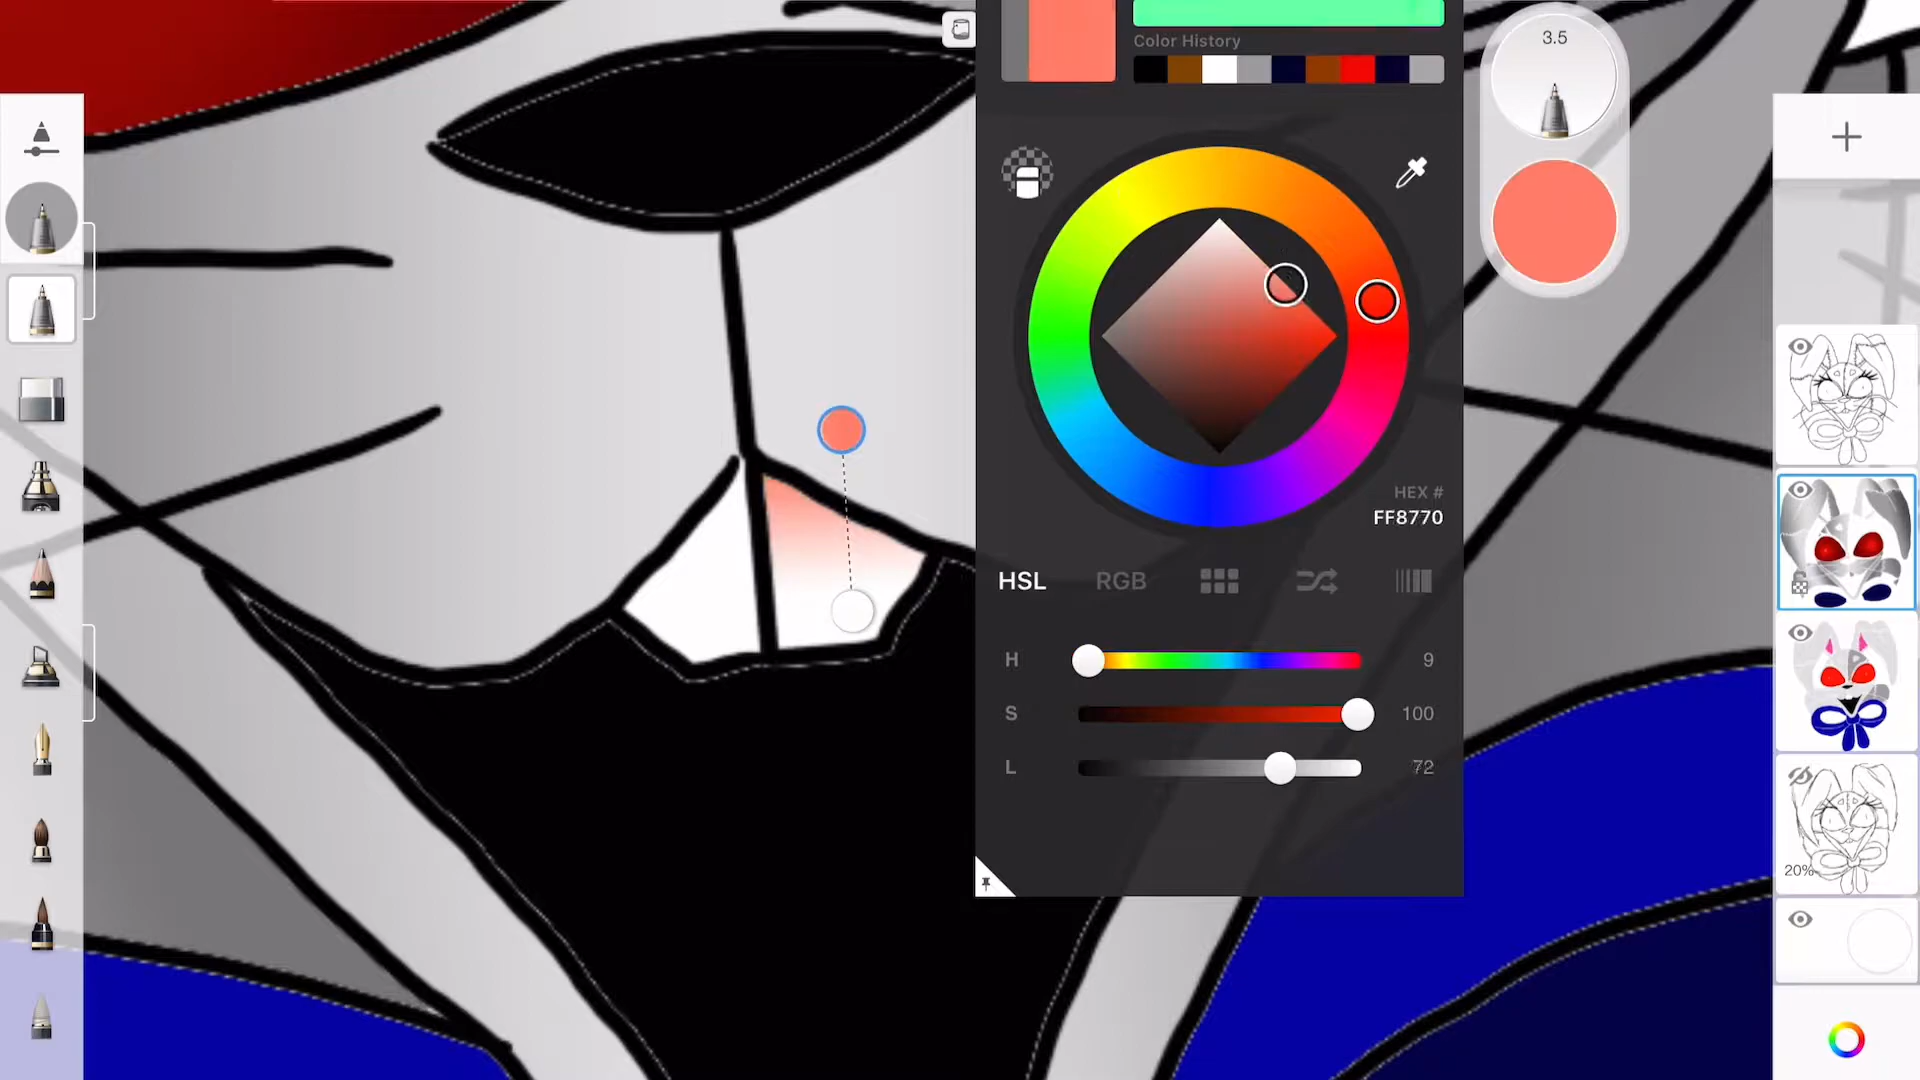 Color History
3.5
HEX #
FF8770
HSL RGB
H 9
S 100
L 72
20%